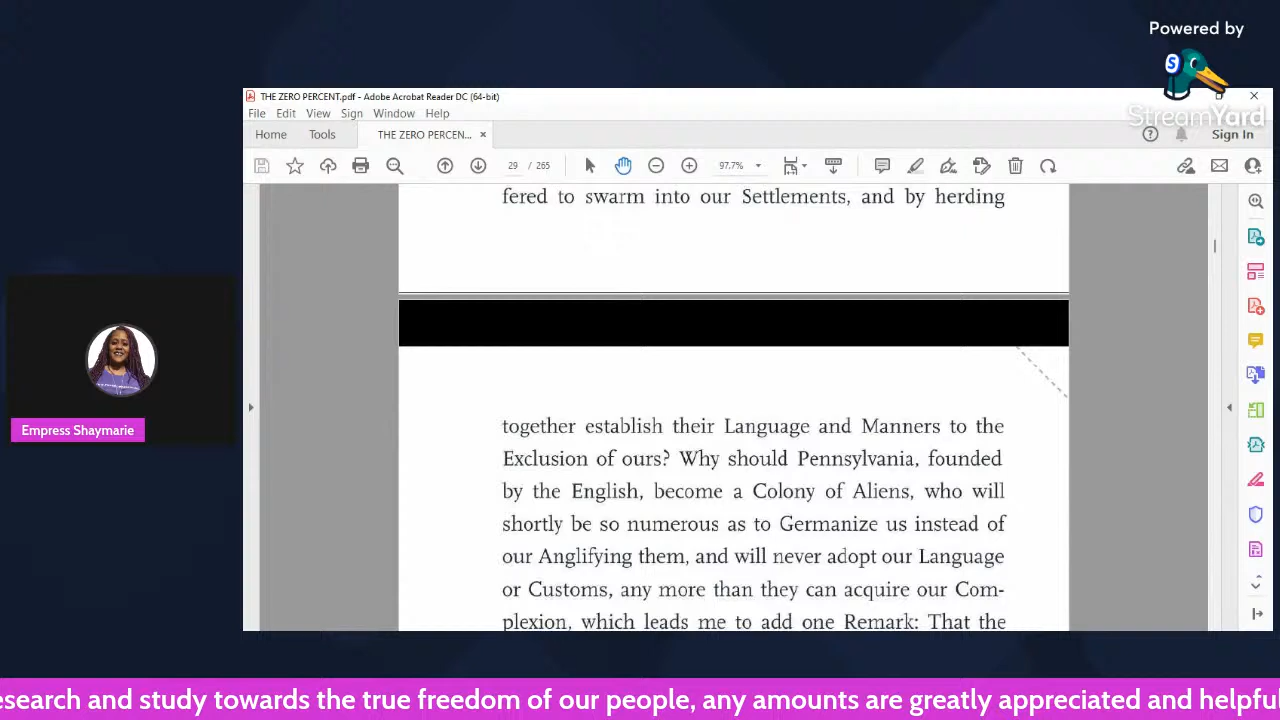 Powered by
StreamYard
THE ZERO PERCENT.pdf - Adobe Acrobat Reader DC (64-bit)
File Edit View Sign Window Help
Home Tools THE ZERO PERCEN... ×
Sign In
29 / 265 97,7%
fered to swarm into our Settlements, and by herding
together establish their Language and Manners to the
Exclusion of ours? Why should Pennsylvania, founded
by the English, become a Colony of Aliens, who will
shortly be so numerous as to Germanize us instead of
our Anglifying them, and will never adopt our Language
or Customs, any more than they can acquire our Com-
plexion, which leads me to add one Remark: That the
Empress Shaymarie
esearch and study towards the true freedom of our people, any amounts are greatly appreciated and helpful